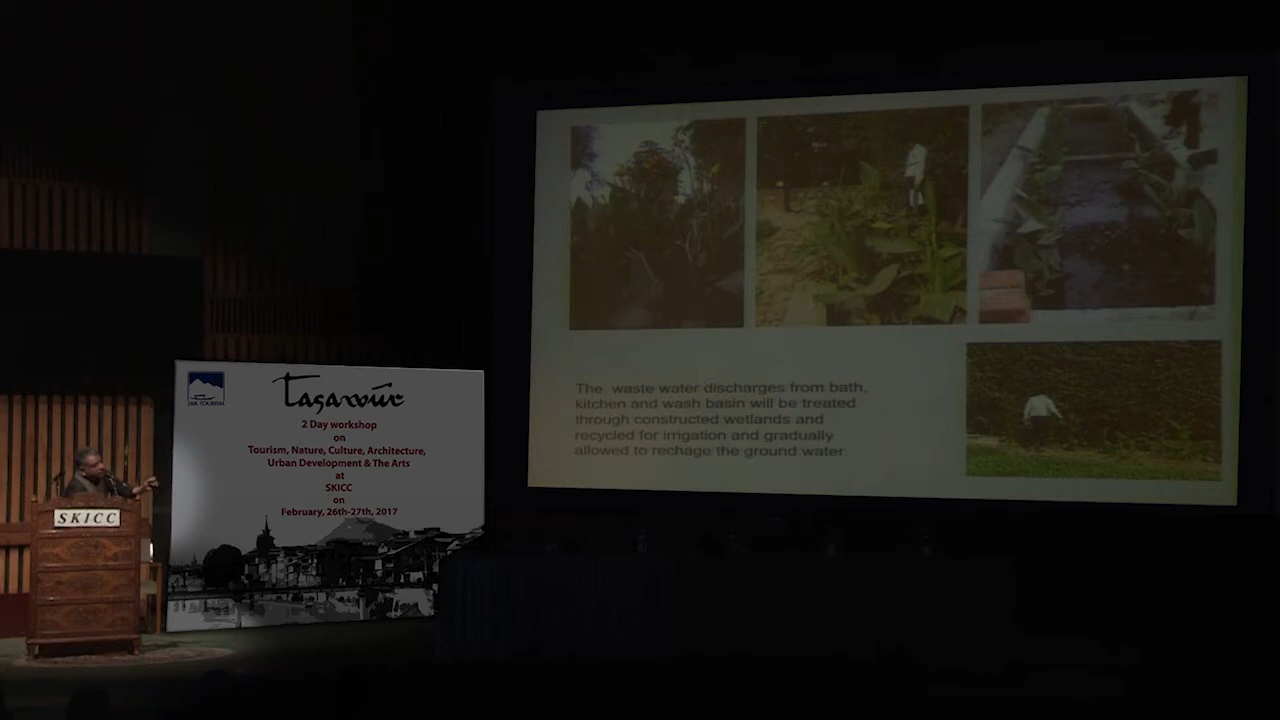 J&K TOURISM
Tasawur
2 Day workshop
on
Tourism, Nature, Culture, Architecture,
Urban Development & The Arts
at
SKICC
on
February, 26th-27th, 2017
SKICC
The waste water discharges from bath,
kitchen and wash basin will be treated
through constructed wetlands and
recycled for irrigation and gradually
allowed to rechage the ground water